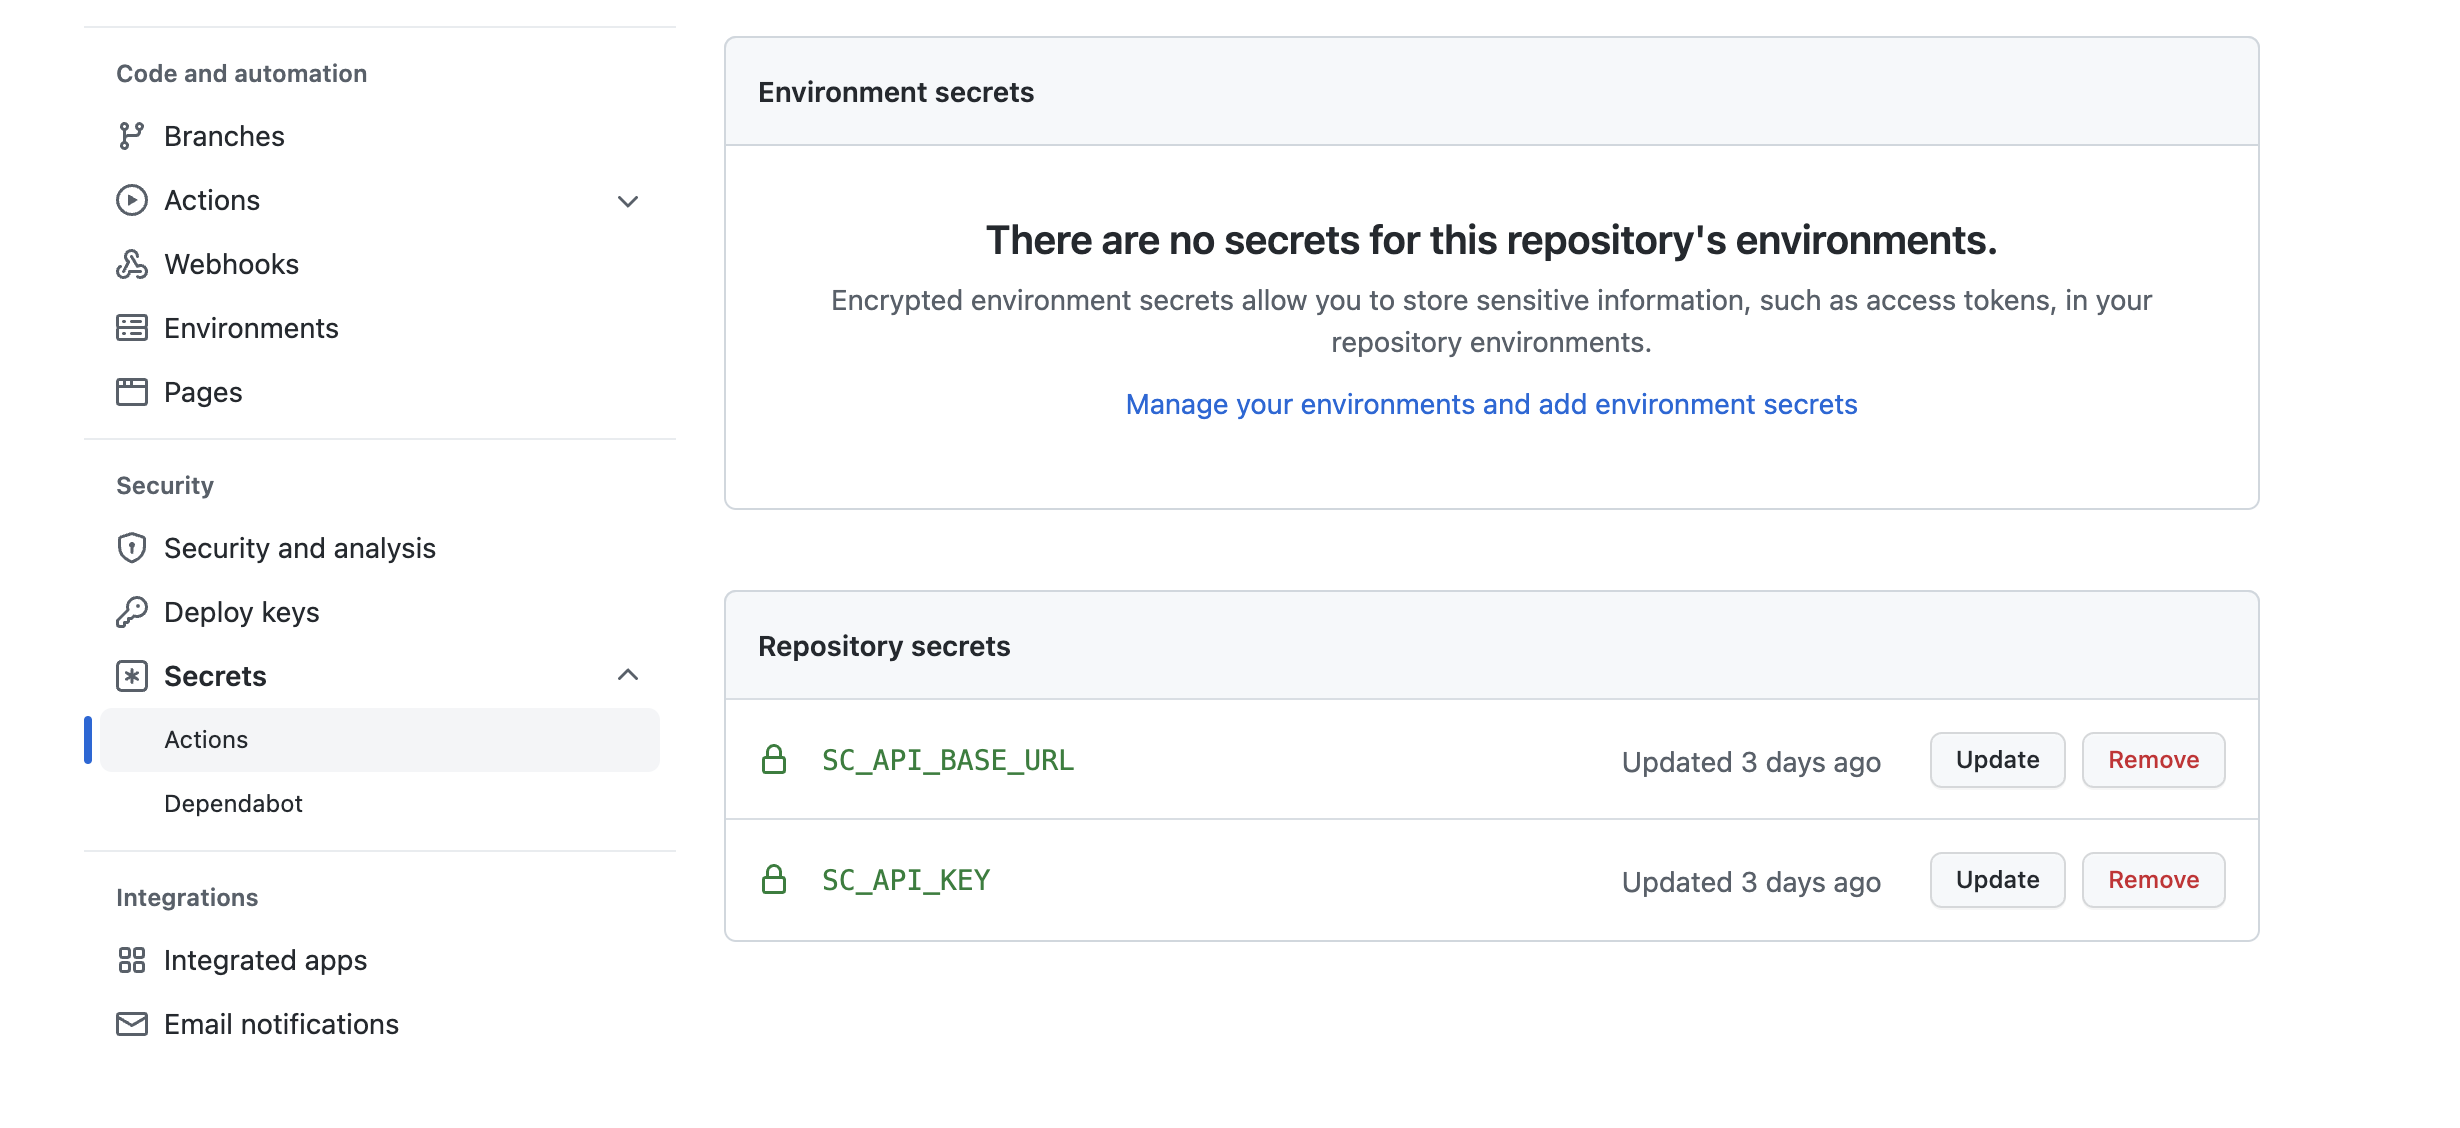 Code and automation
Branches
Actions
Webhooks
Environments
Pages
Security
Security and analysis
Deploy keys
Secrets
Actions
Dependabot
Integrations
Integrated apps
Email notifications
Environment secrets
There are no secrets for this repository's environments.
Encrypted environment secrets allow you to store sensitive information, such as access tokens, in your
repository environments.
Manage your environments and add environment secrets
Repository secrets
SC_API_BASE_URL Updated 3 days ago Update Remove
SC_API_KEY Updated 3 days ago Update Remove